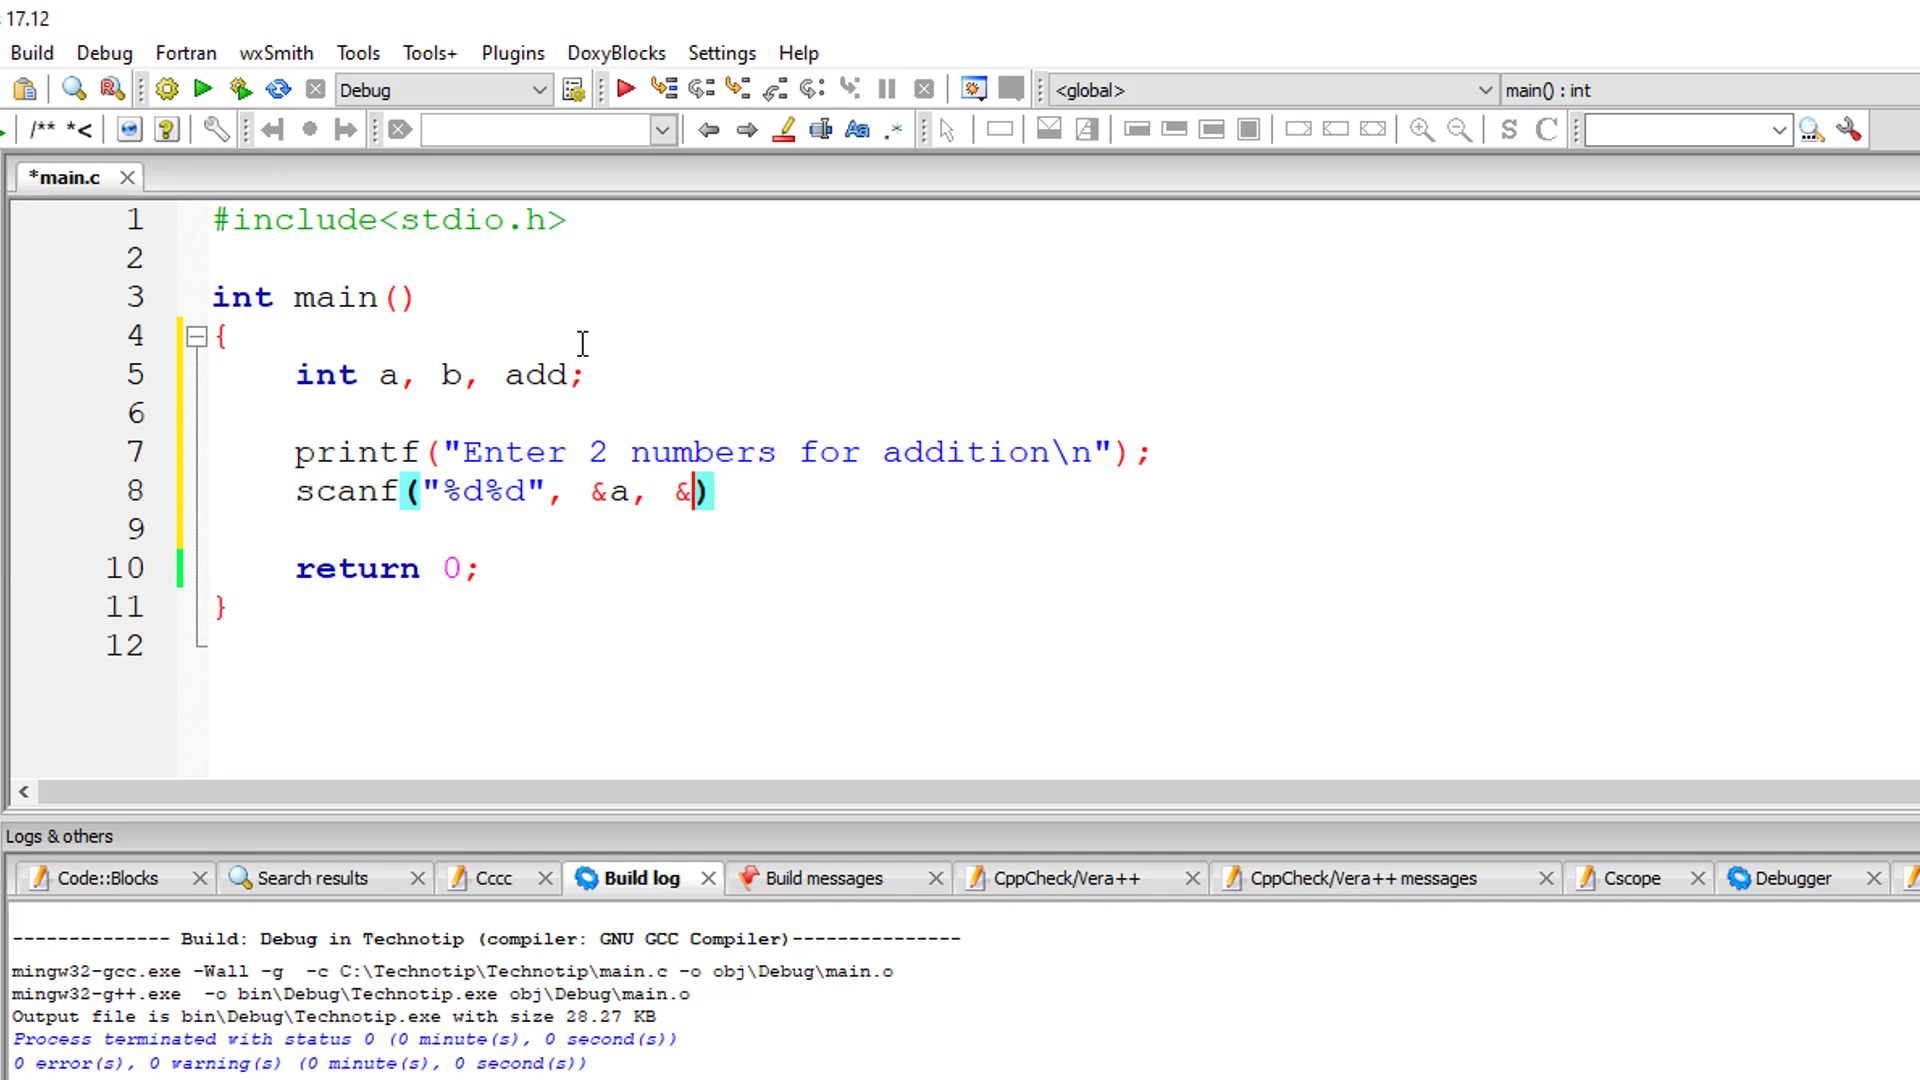 17.12
Build Debug Fortran wxSmith Tools Tools+ Plugins DoxyBlocks Settings Help
Debug <global> main() : int
/** *< Aa .* S C
*main.c
1 #include<stdio.h>
2
3 int main()
4 {
5 int a, b, add;
6
7 printf("Enter 2 numbers for addition\n");
8 scanf("%d%d", &a, &)
9
10 return 0;
11 }
12
Logs & others
Code::Blocks Search results Cccc Build log Build messages CppCheck/Vera++ CppCheck/Vera++ messages Cscope Debugger
-------------- Build: Debug in Technotip (compiler: GNU GCC Compiler)---------------
mingw32-gcc.exe -Wall -g  -c C:\Technotip\Technotip\main.c -o obj\Debug\main.o
mingw32-g++.exe  -o bin\Debug\Technotip.exe obj\Debug\main.o
Output file is bin\Debug\Technotip.exe with size 28.27 KB
Process terminated with status 0 (0 minute(s), 0 second(s))
0 error(s), 0 warning(s) (0 minute(s), 0 second(s))